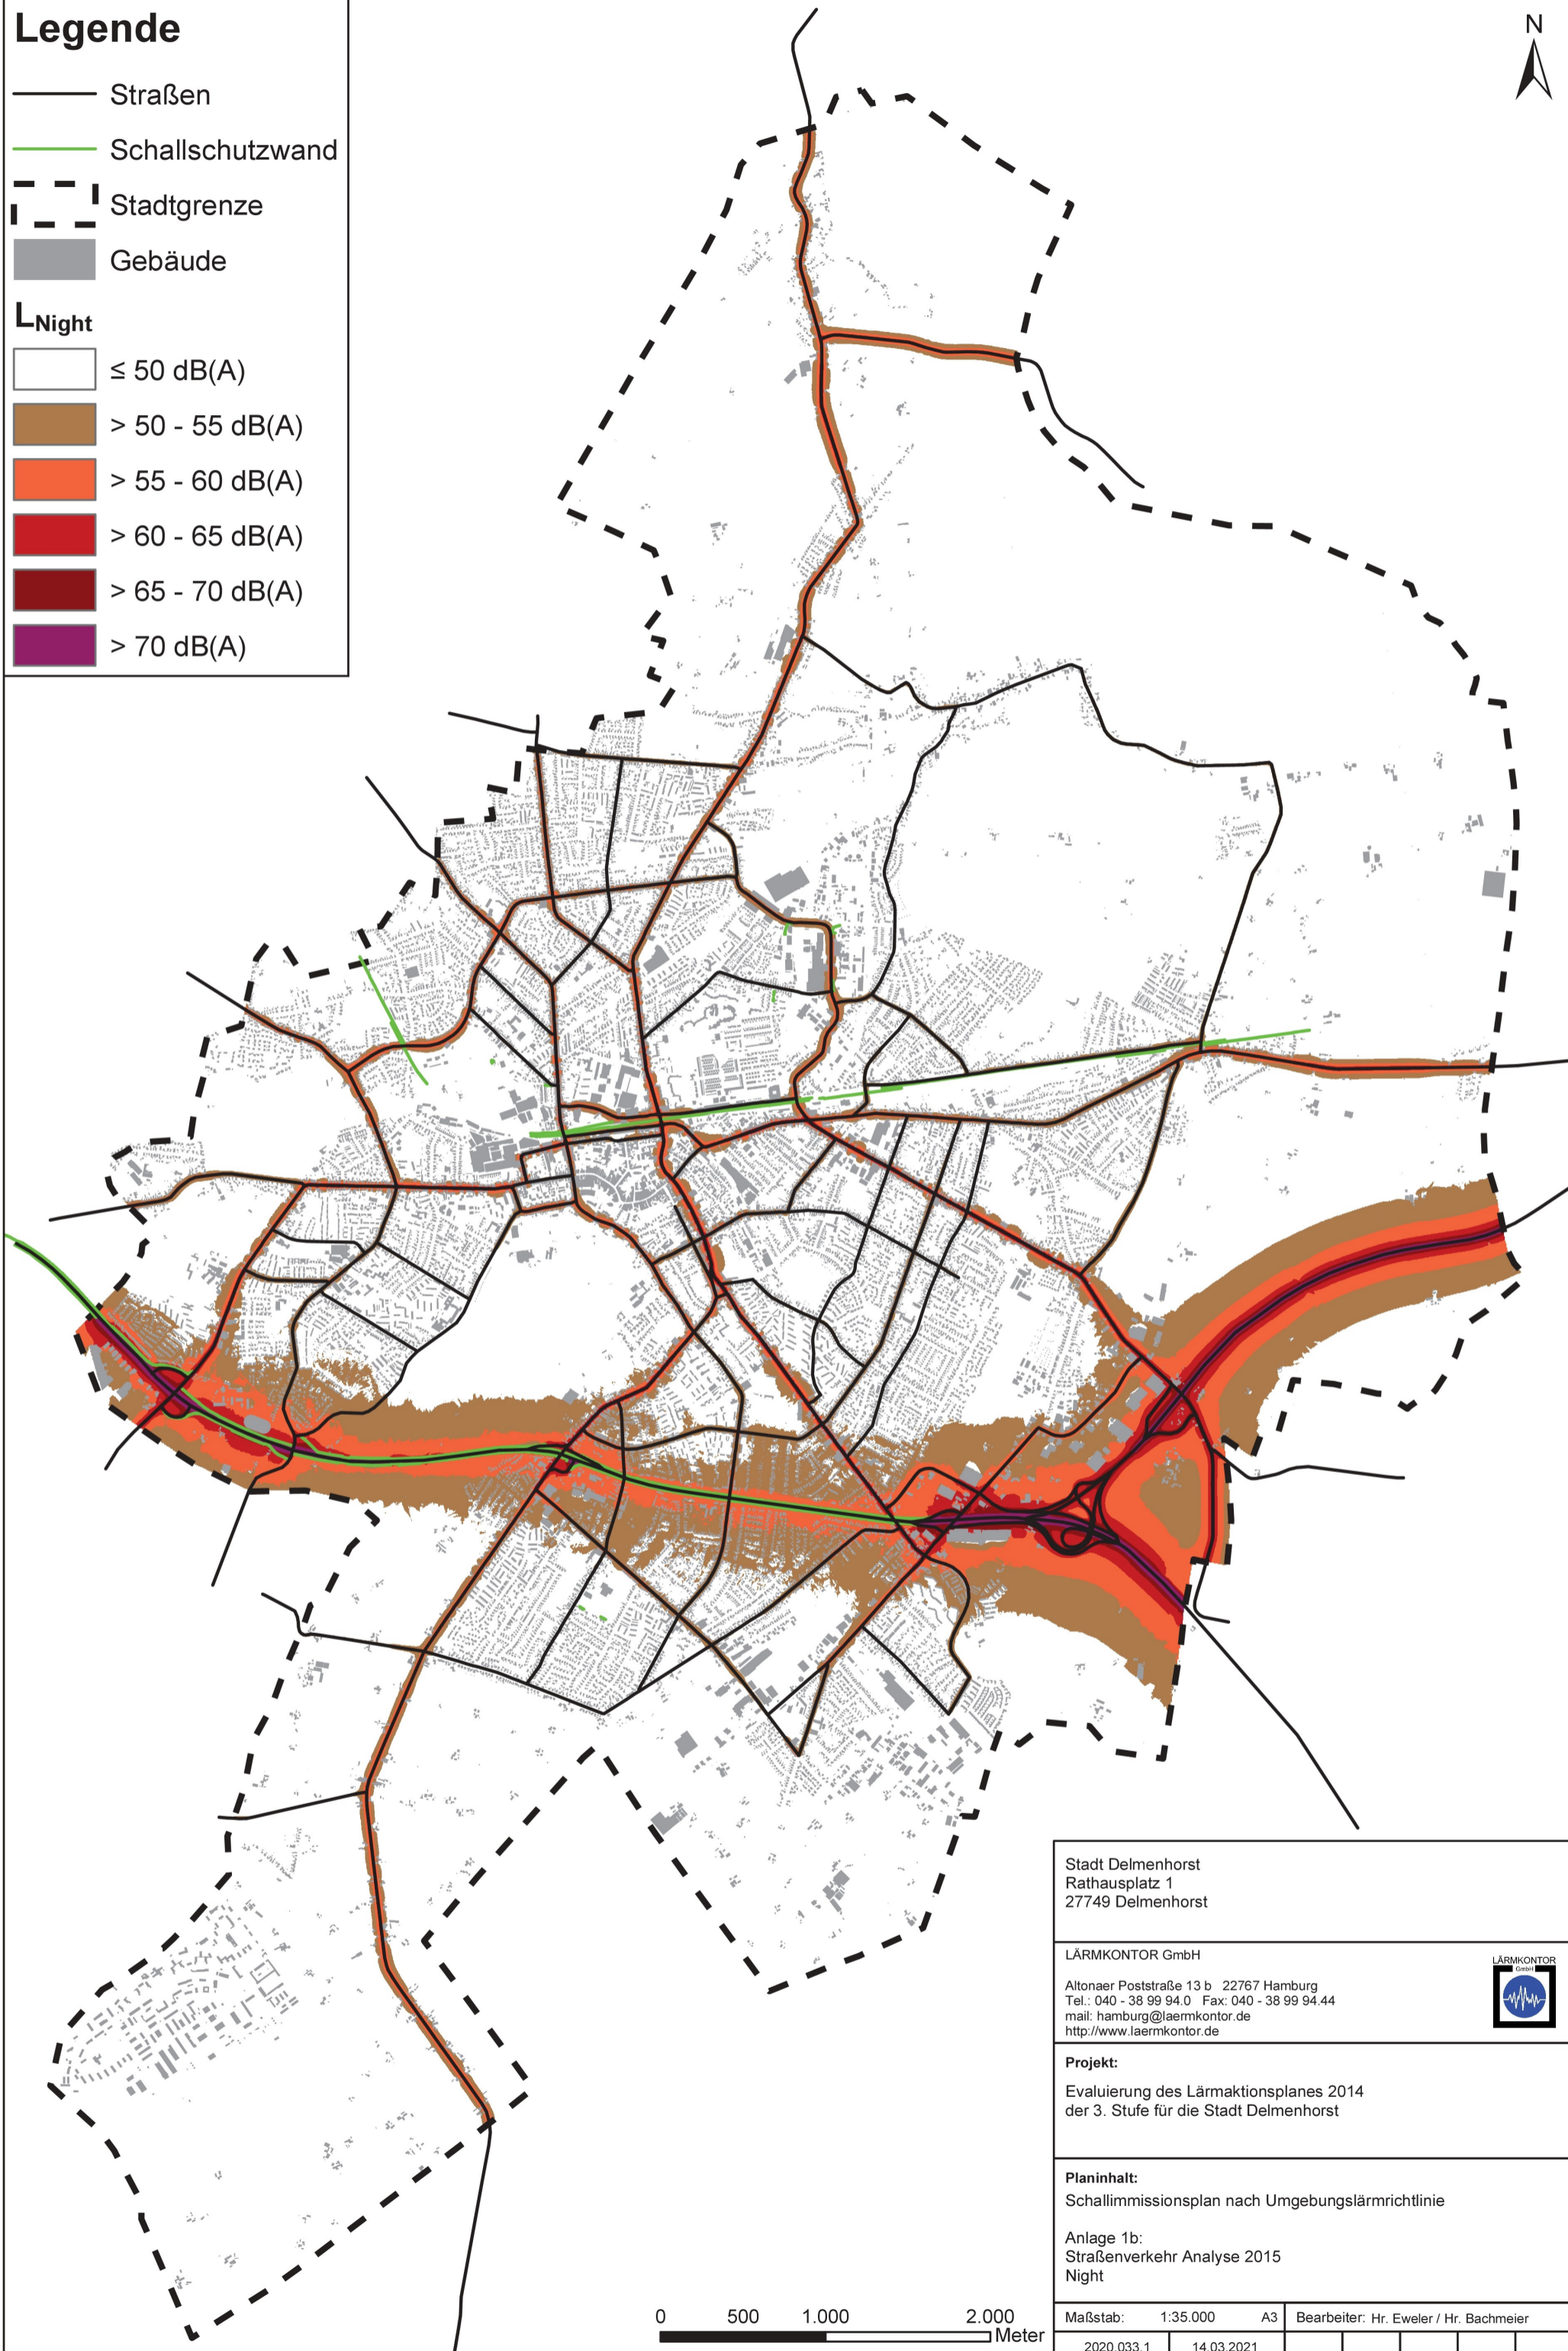 Legende
Straßen
Schallschutzwand
Stadtgrenze
Gebäude
LNight
≤ 50 dB(A)
> 50 - 55 dB(A)
> 55 - 60 dB(A)
> 60 - 65 dB(A)
> 65 - 70 dB(A)
> 70 dB(A)
N
0 500 1.000 2.000
Meter
Stadt Delmenhorst
Rathausplatz 1
27749 Delmenhorst
LÄRMKONTOR GmbH
Altonaer Poststraße 13 b 22767 Hamburg
Tel.: 040 - 38 99 94.0 Fax: 040 - 38 99 94.44
mail: hamburg@laermkontor.de
http://www.laermkontor.de
LÄRMKONTOR
GmbH
Projekt:
Evaluierung des Lärmaktionsplanes 2014
der 3. Stufe für die Stadt Delmenhorst
Planinhalt:
Schallimmissionsplan nach Umgebungslärmrichtlinie
Anlage 1b:
Straßenverkehr Analyse 2015
Night
Maßstab: 1:35.000 A3 Bearbeiter: Hr. Eweler / Hr. Bachmeier
2020.033.1 14.03.2021